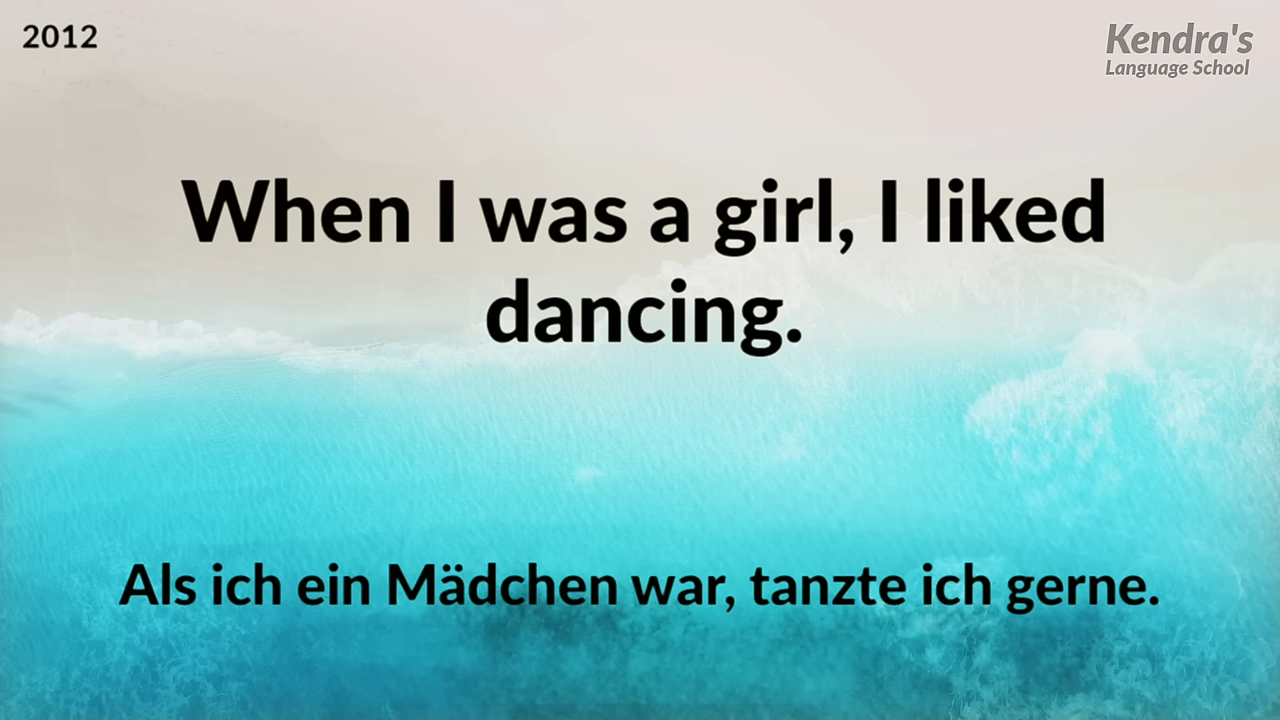 2012
Kendra's
Language School
When I was a girl, I liked
dancing.
Als ich ein Mädchen war, tanzte ich gerne.